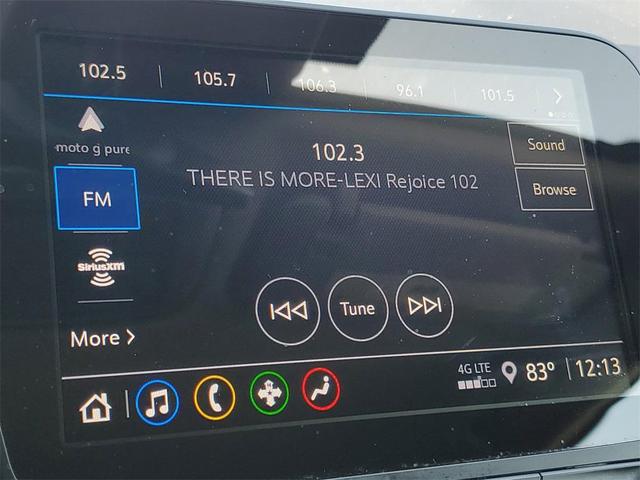 102.5 105.7 106.3 96.1 101.5
moto g pure
102.3
THERE IS MORE-LEXI Rejoice 102
Sound
Browse
FM
SiriusXM
Tune
More
4G LTE
83° 12:13